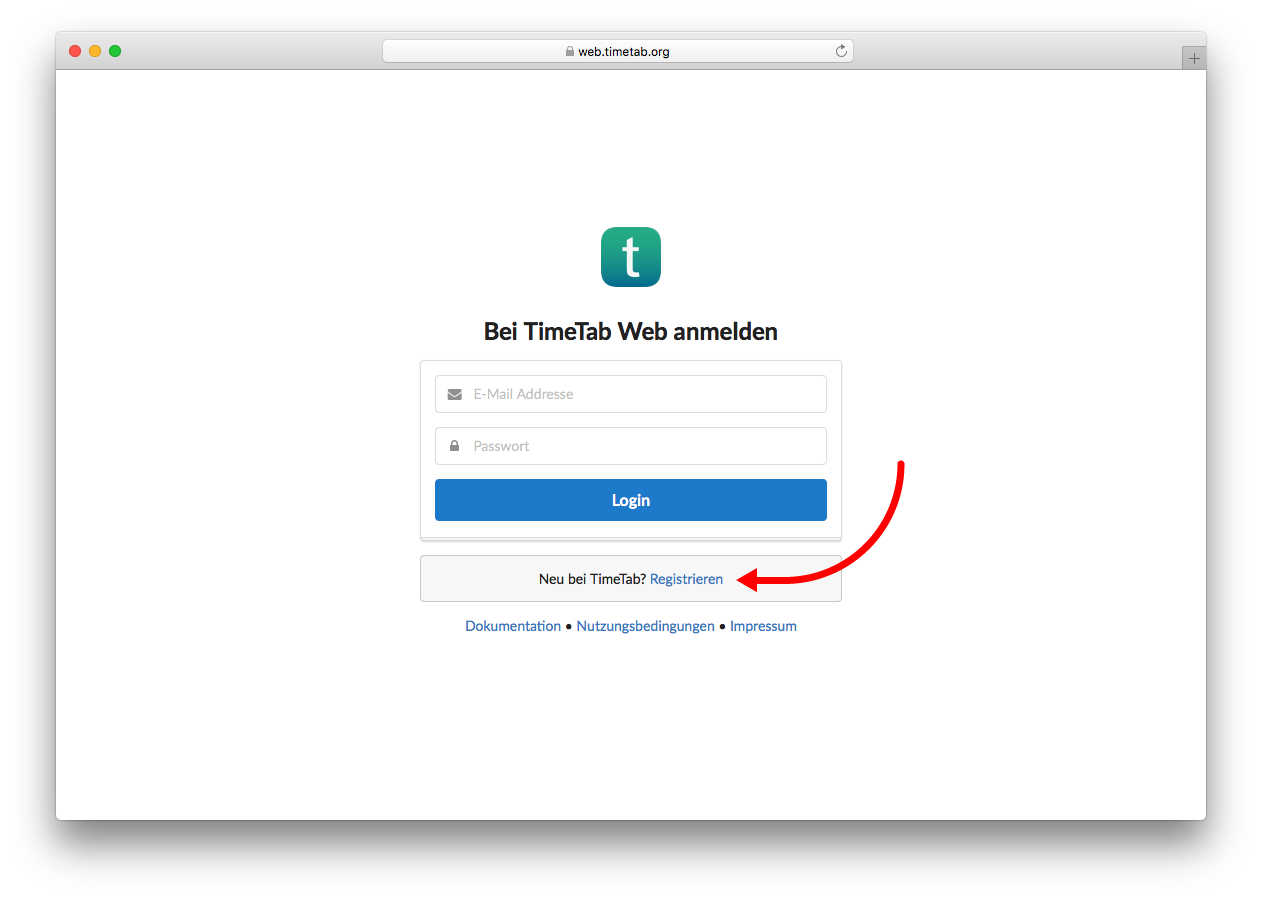 web.timetab.org
t
Bei TimeTab Web anmelden
E-Mail Addresse
Passwort
Login
Neu bei TimeTab? Registrieren
Dokumentation • Nutzungsbedingungen • Impressum